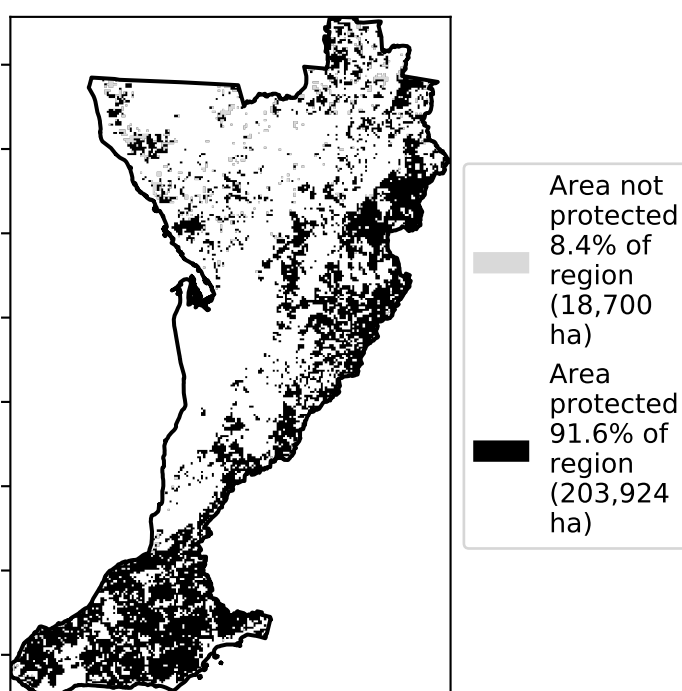 Area not
protected
8.4% of
region
(18,700
ha)
Area
protected
91.6% of
region
(203,924
ha)